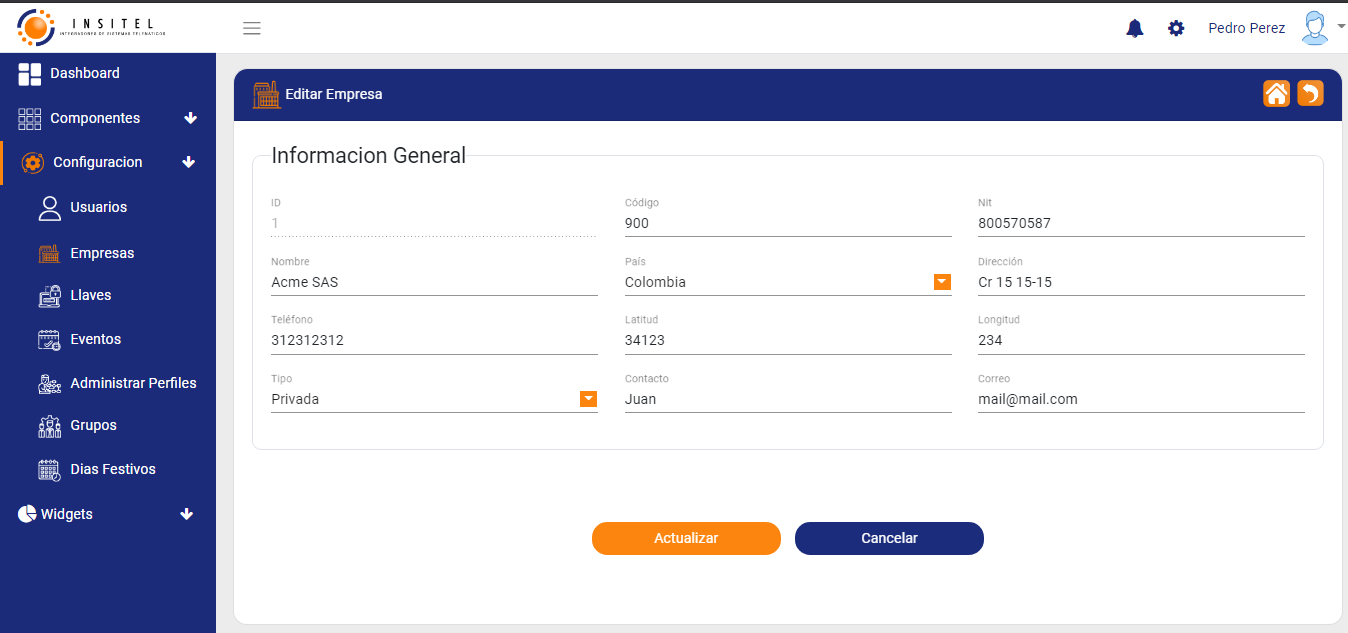 INSITEL
INTEGRADORES DE SISTEMAS TELEMATICOS
Pedro Perez
Dashboard
Componentes
Configuracion
Usuarios
Empresas
Llaves
Eventos
Administrar Perfiles
Grupos
Dias Festivos
Widgets
Editar Empresa
Informacion General
ID
1
Código
900
Nit
800570587
Nombre
Acme SAS
País
Colombia
Dirección
Cr 15 15-15
Teléfono
312312312
Latitud
34123
Longitud
234
Tipo
Privada
Contacto
Juan
Correo
mail@mail.com
Actualizar
Cancelar